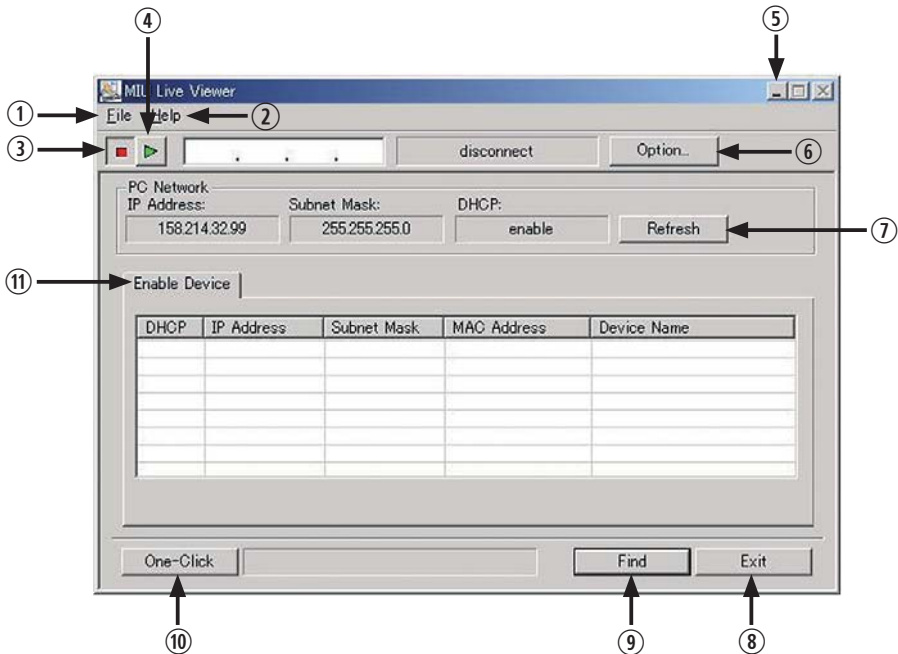 ④ ⑤
MIU Live Viewer
① File Help ②
③ . . . disconnect Option... ⑥
PC Network
IP Address: Subnet Mask: DHCP:
158.214.32.99 255.255.255.0 enable Refresh ⑦
⑪ Enable Device
DHCP IP Address Subnet Mask MAC Address Device Name
One-Click Find Exit
⑩ ⑨ ⑧